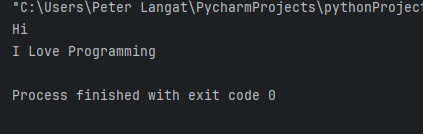 "C:\Users\Peter Langat\PycharmProjects\pythonProject
Hi
I Love Programming
Process finished with exit code 0